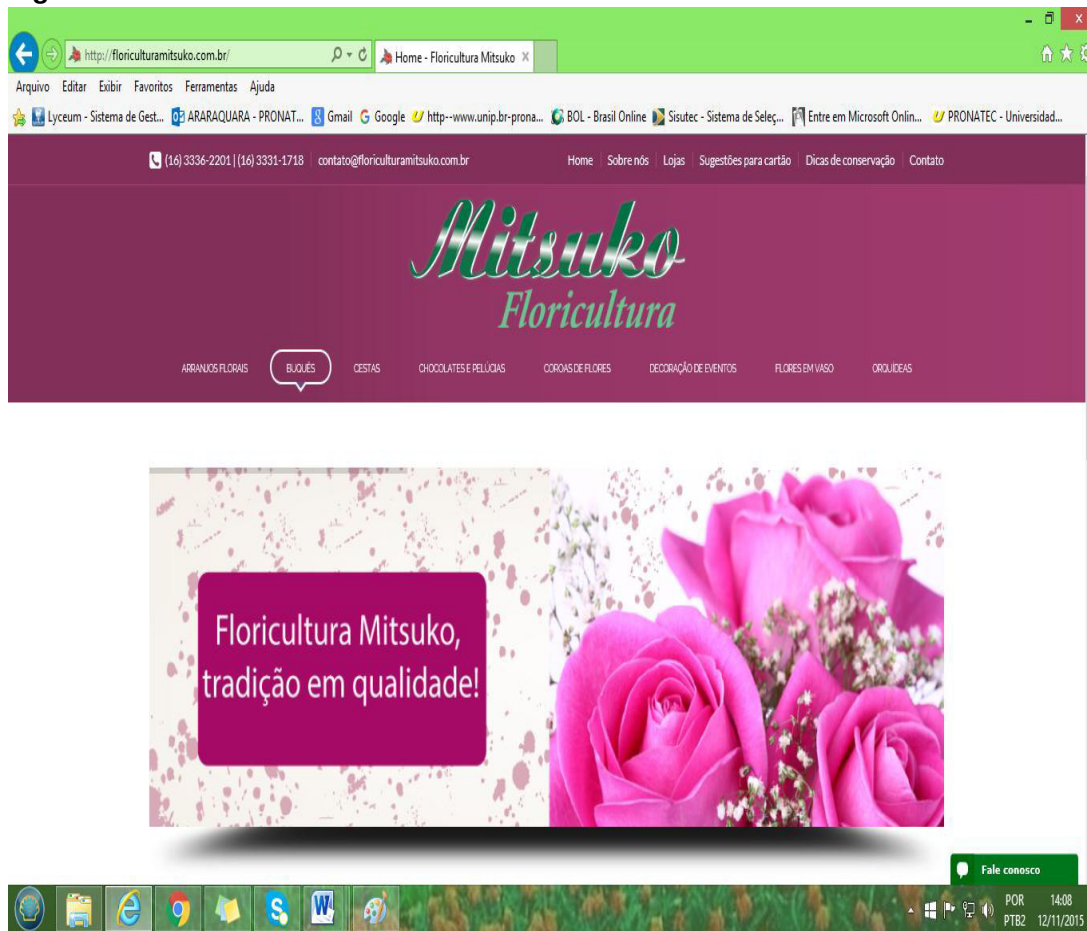 http://floriculturamitsuko.com.br/
Home - Floricultura Mitsuko
Arquivo Editar Exibir Favoritos Ferramentas Ajuda
Lyceum - Sistema de Gest... ARARAQUARA - PRONAT... Gmail Google http--www.unip.br-prona... BOL - Brasil Online Sisutec - Sistema de Seleç... Entre em Microsoft Onlin... PRONATEC - Universidad...
(16) 3336-2201 | (16) 3331-1718 contato@floriculturamitsuko.com.br Home Sobre nós Lojas Sugestões para cartão Dicas de conservação Contato
Mitsuko
Floricultura
ARRANJOS FLORAIS BUQUÊS CESTAS CHOCOLATES E PELÚCIAS COROAS DE FLORES DECORAÇÃO DE EVENTOS FLORES EM VASO ORQUÍDEAS
Floricultura Mitsuko,
tradição em qualidade!
Fale conosco
POR 14:08
PTB2 12/11/2015